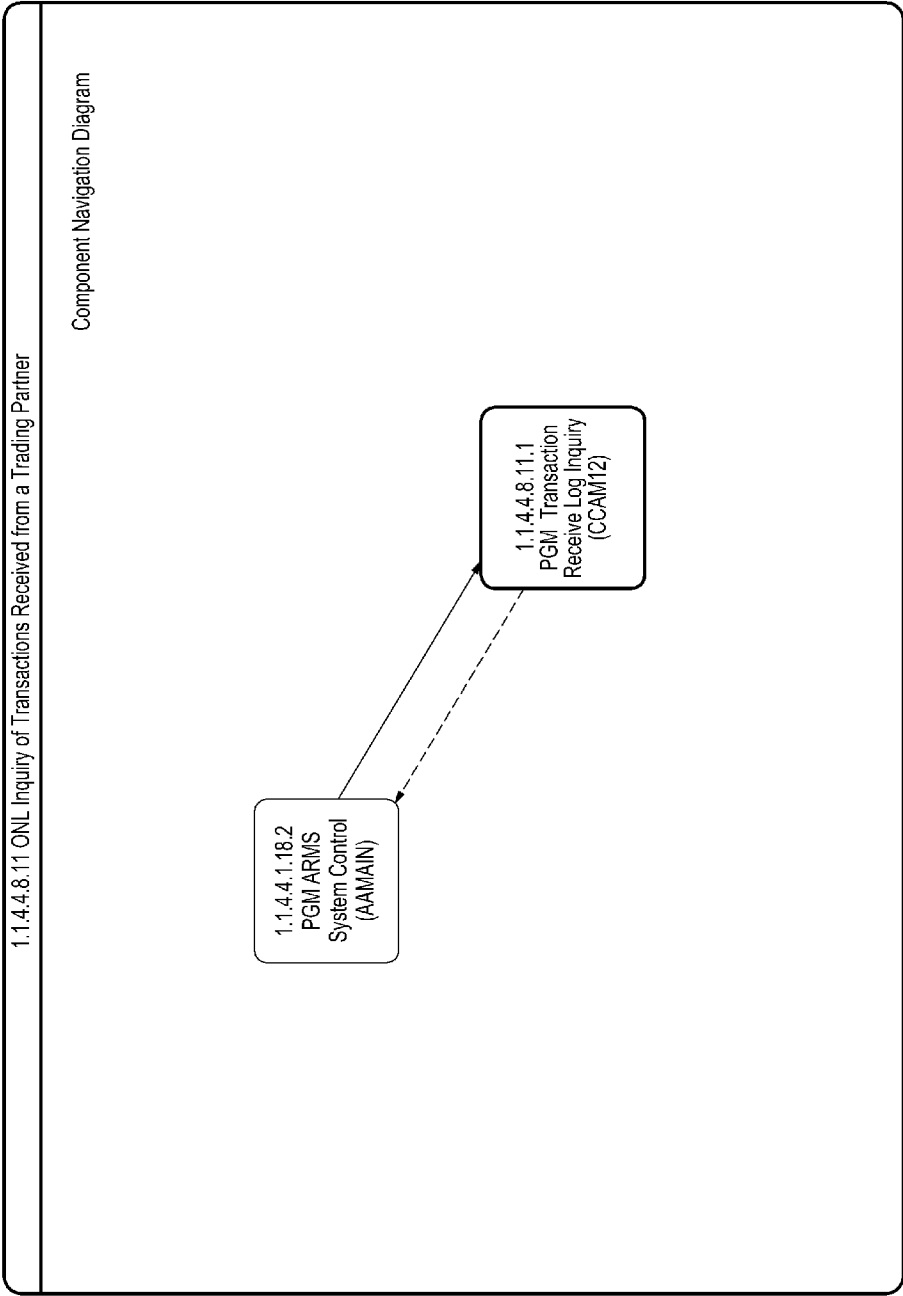 1.1.4.4.8.11 ONL Inquiry of Transactions Received from a Trading Partner
Component Navigation Diagram
1.1.4.4.1.18.2
PGM ARMS
System Control
(AAMAIN)
1.1.4.4.8.11.1
PGM Transaction
Receive Log Inquiry
(CCAM12)